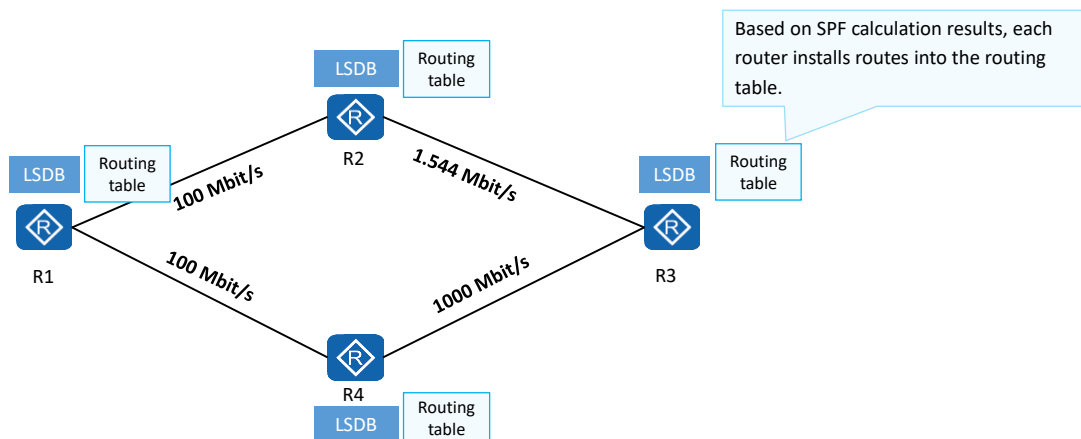 Based on SPF calculation results, each
router installs routes into the routing
table.
LSDB
Routing
table
R
R2
LSDB
Routing
table
R
R1
100 Mbit/s
1.544 Mbit/s
LSDB
Routing
table
R
R3
100 Mbit/s
1000 Mbit/s
R
R4
LSDB
Routing
table